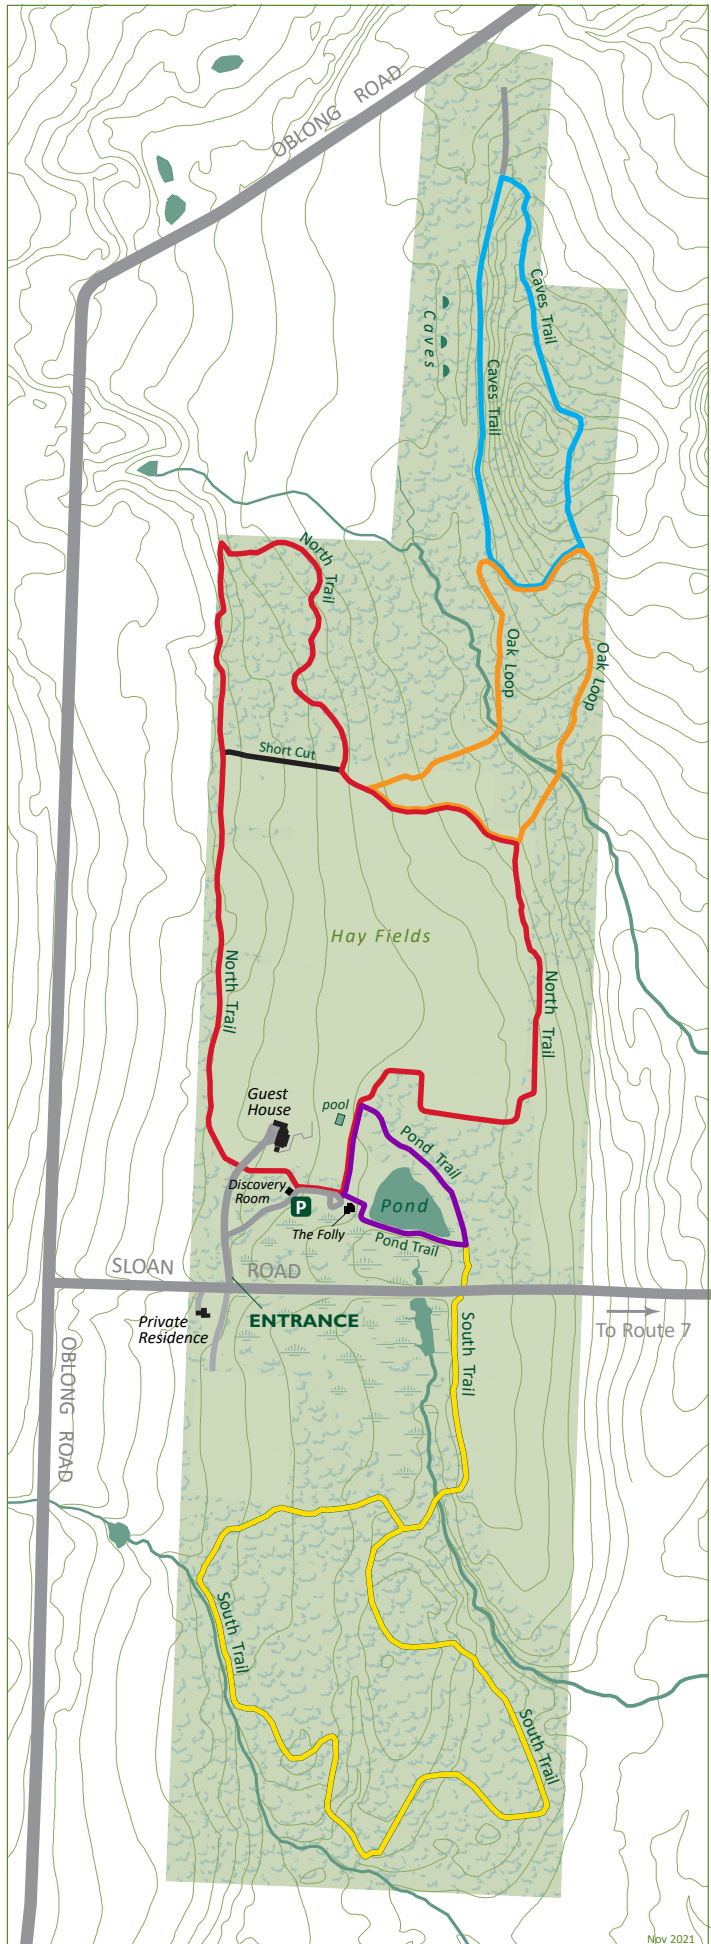 OBLONG ROAD
Caves Trail
Caves
Caves Trail
North Trail
Oak Loop
Oak Loop
Short Cut
Hay Fields
North Trail
North Trail
Guest
House
pool
Pond Trail
Discovery
Room
P
Pond
The Folly
Pond Trail
SLOAN ROAD
Private
Residence
ENTRANCE
South Trail
To Route 7
OBLONG ROAD
South Trail
South Trail
Nov 2021